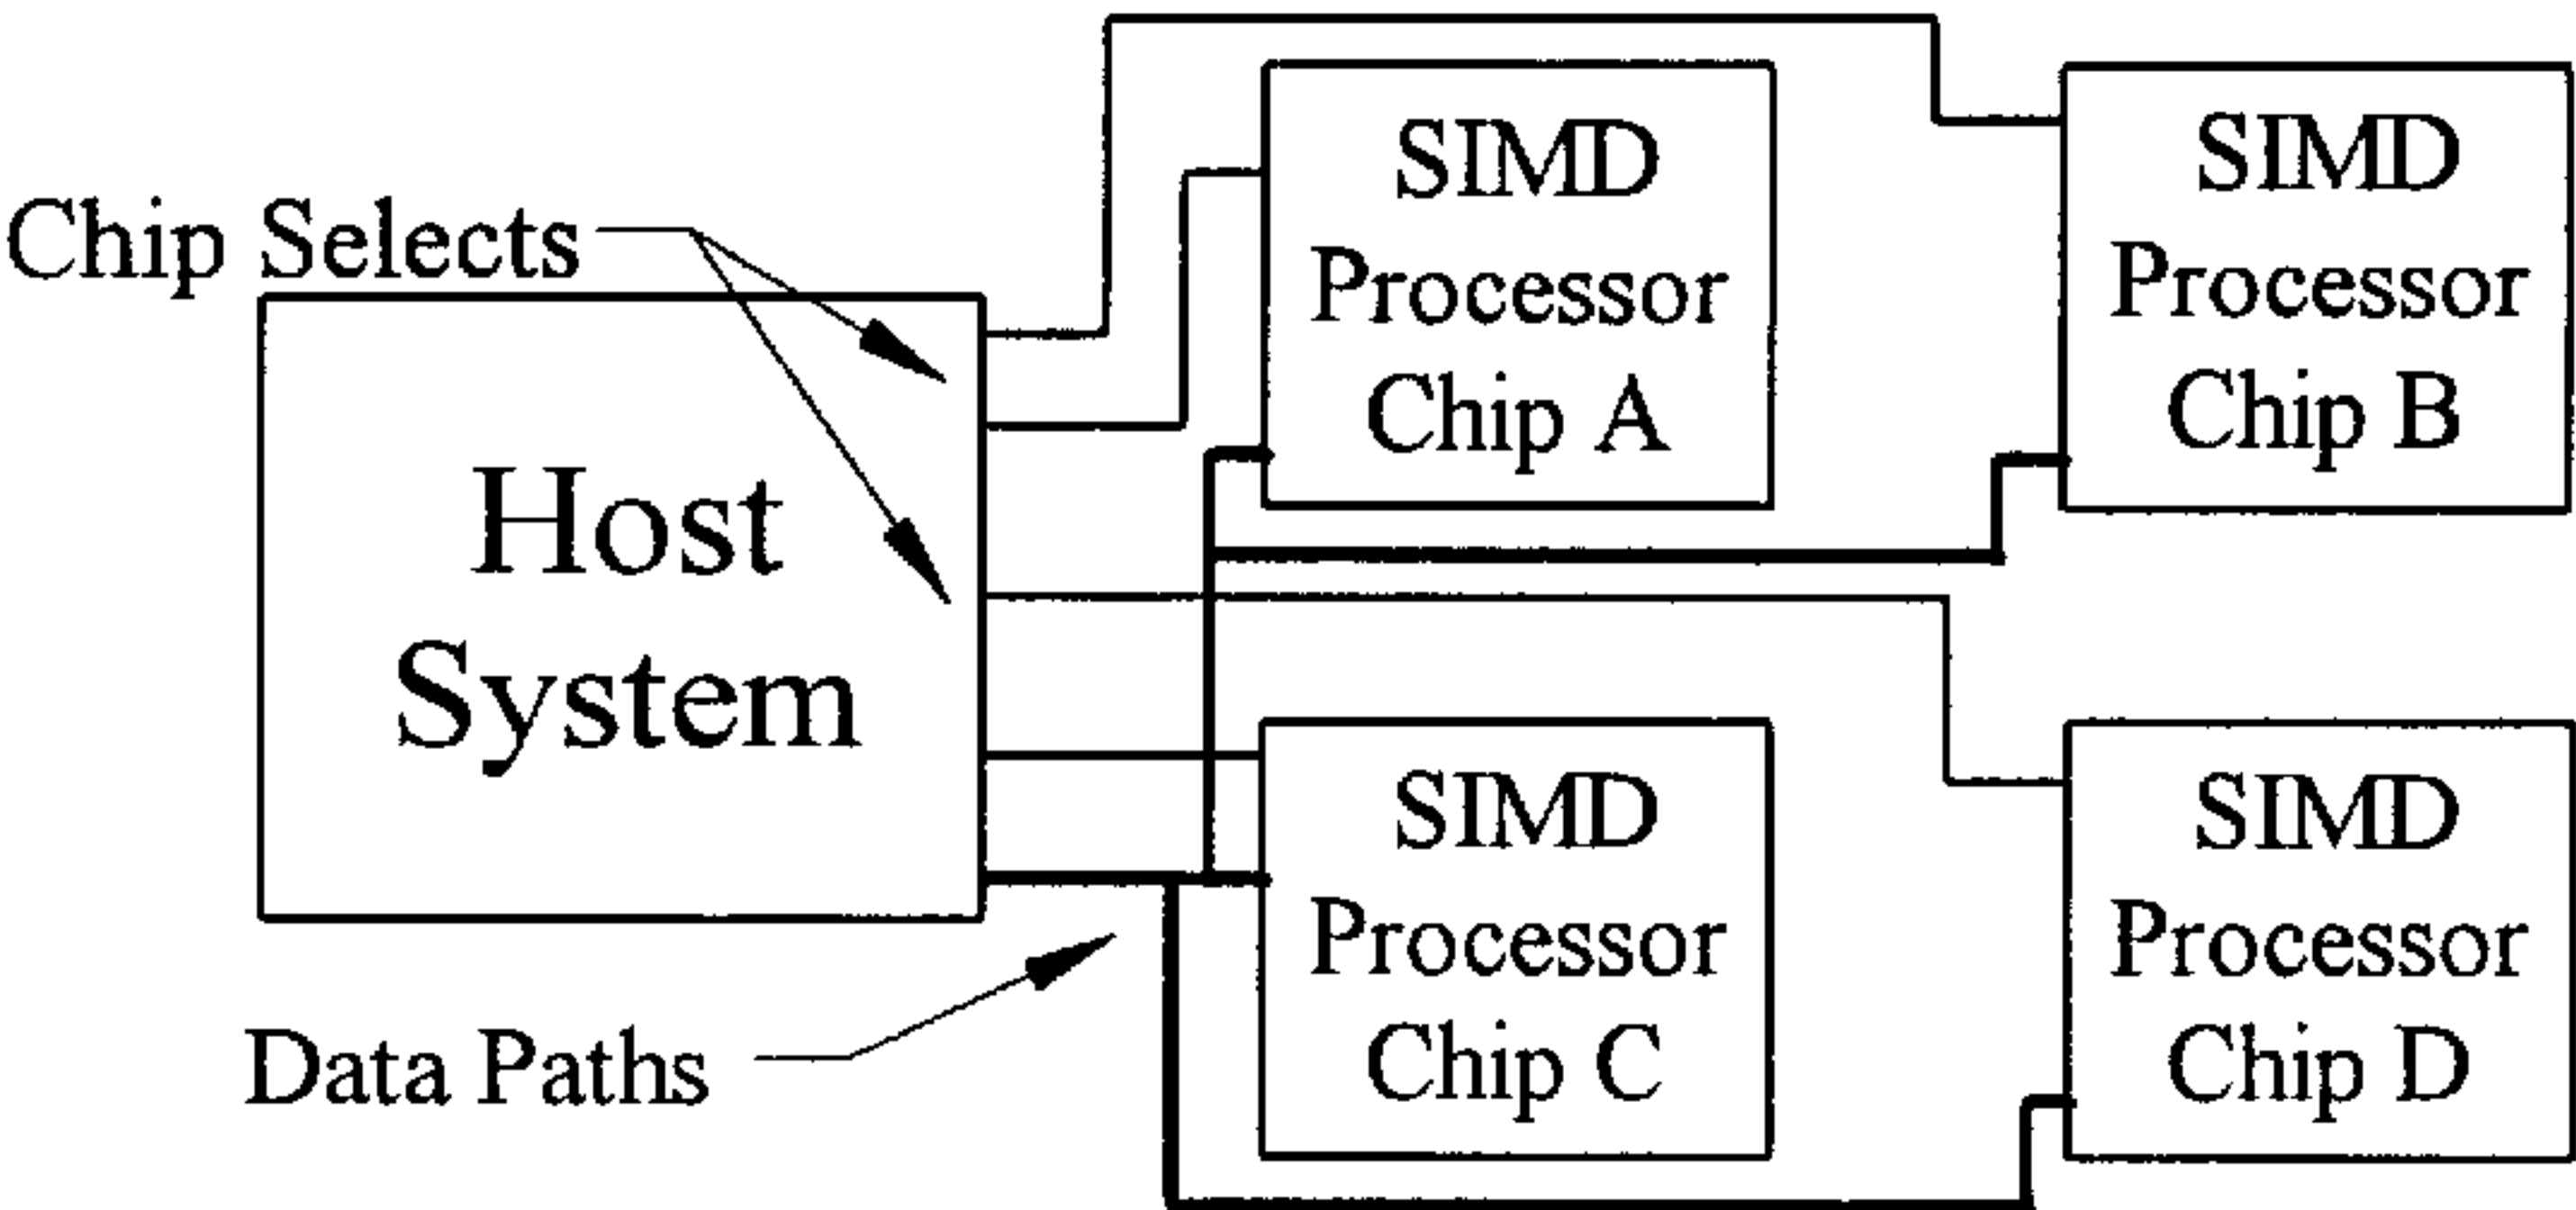 Chip Selects
Host
System
Data Paths
SIMD
Processor
Chip A
SIMD
Processor
Chip B
SIMD
Processor
Chip C
SIMD
Processor
Chip D